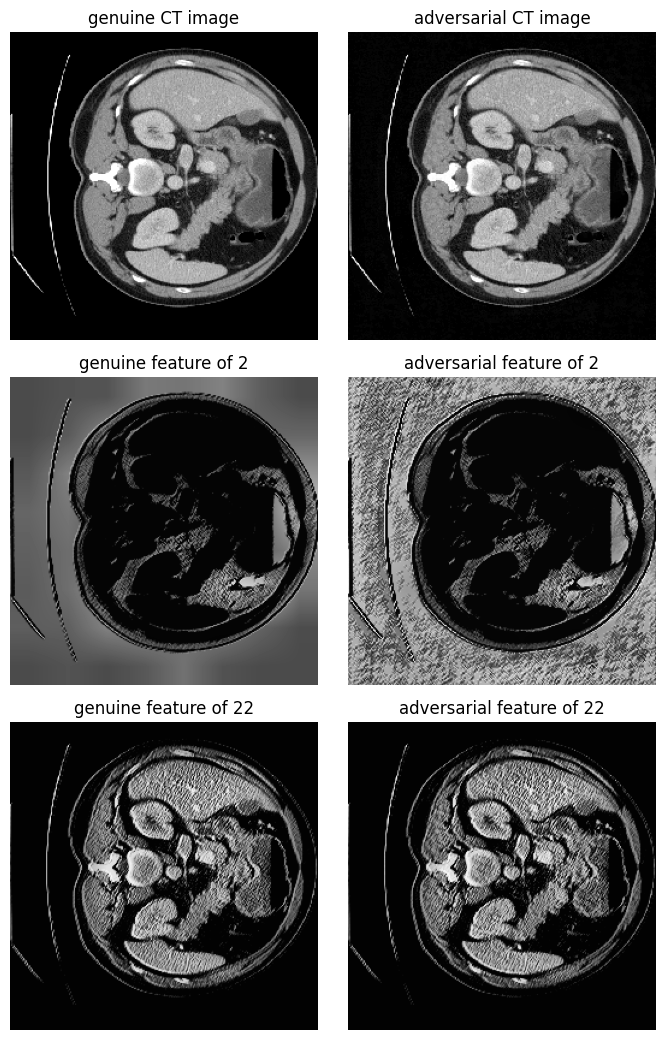 genuine CT image
adversarial CT image
genuine feature of 2
adversarial feature of 2
genuine feature of 22
adversarial feature of 22